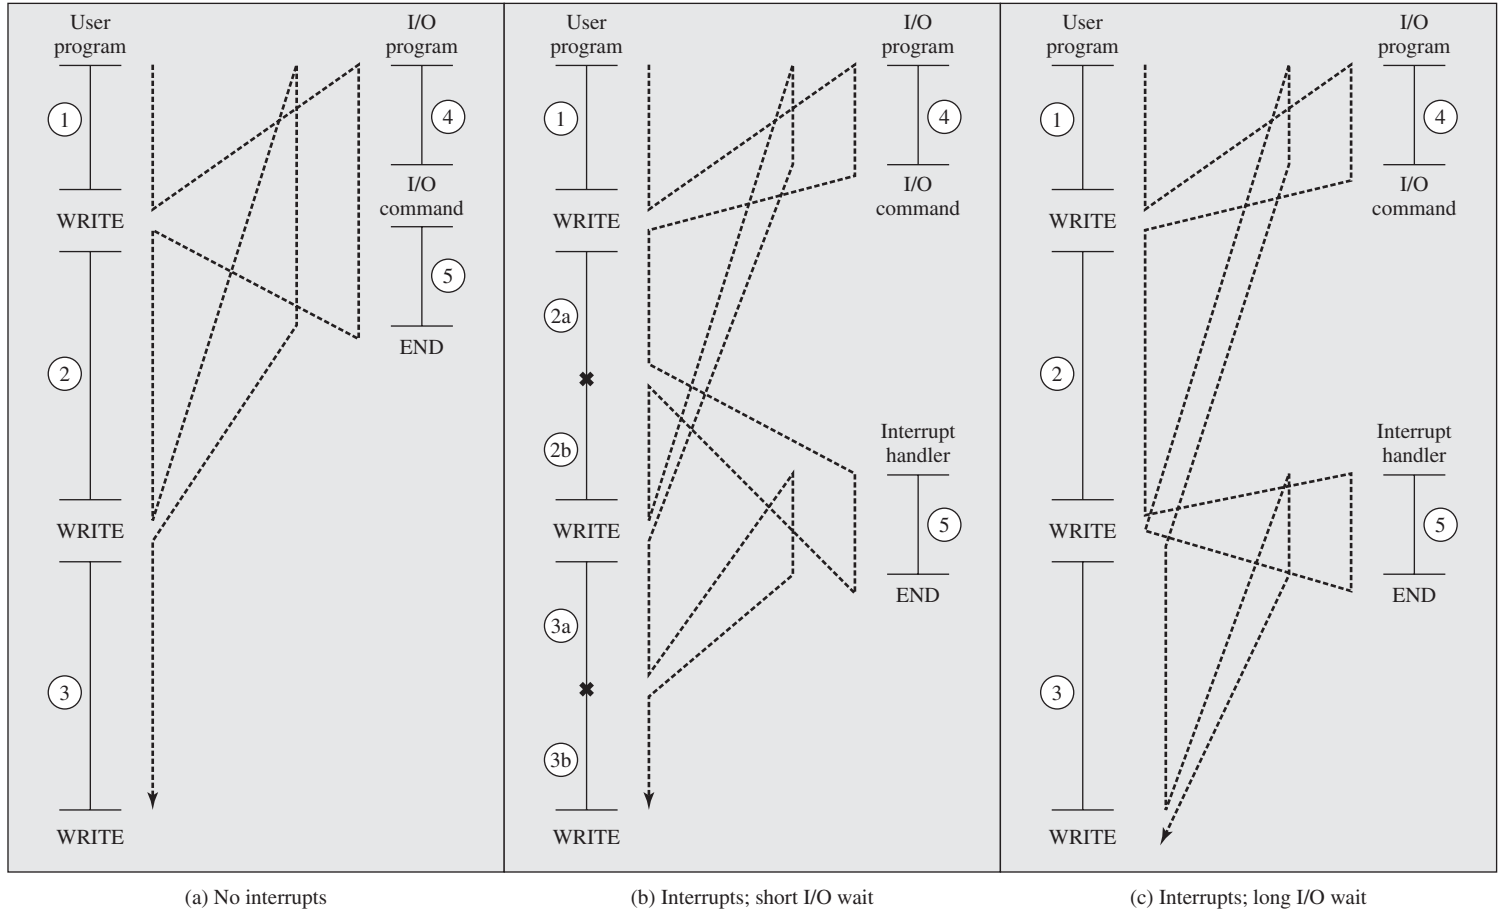 User
program
I/O
program
1
4
WRITE
I/O
command
5
END
2
WRITE
3
WRITE
(a) No interrupts
User
program
I/O
program
1
4
WRITE
I/O
command
2a
2b
Interrupt
handler
WRITE
5
END
3a
3b
WRITE
(b) Interrupts; short I/O wait
User
program
I/O
program
1
4
WRITE
I/O
command
2
Interrupt
handler
WRITE
5
END
3
WRITE
(c) Interrupts; long I/O wait